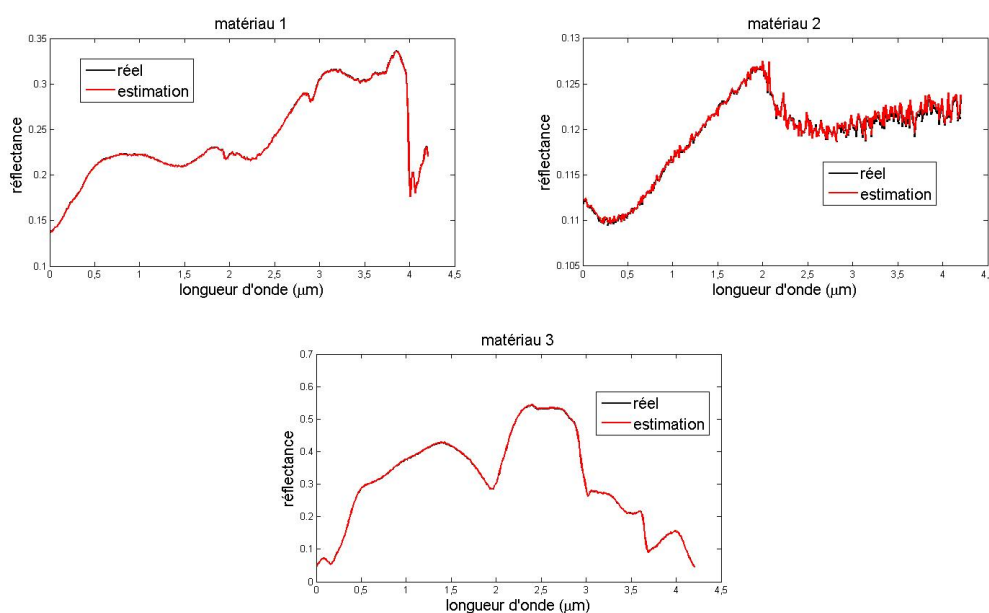 matériau 1
0.35
0.3
0.25
0.2
0.15
0.1
réflectance
réel
estimation
0 0,5 1 1,5 2 2,5 3 3,5 4 4,5
longueur d'onde (μm)
matériau 2
0.13
0.125
0.12
0.115
0.11
0.105
réflectance
réel
estimation
0 0,5 1 1,5 2 2,5 3 3,5 4 4,
longueur d'onde (μm)
matériau 3
0.7
0.6
0.5
0.4
0.3
0.2
0.1
0
réflectance
réel
estimation
0 0,5 1 1,5 2 2,5 3 3,5 4 4,5
longueur d'onde (μm)